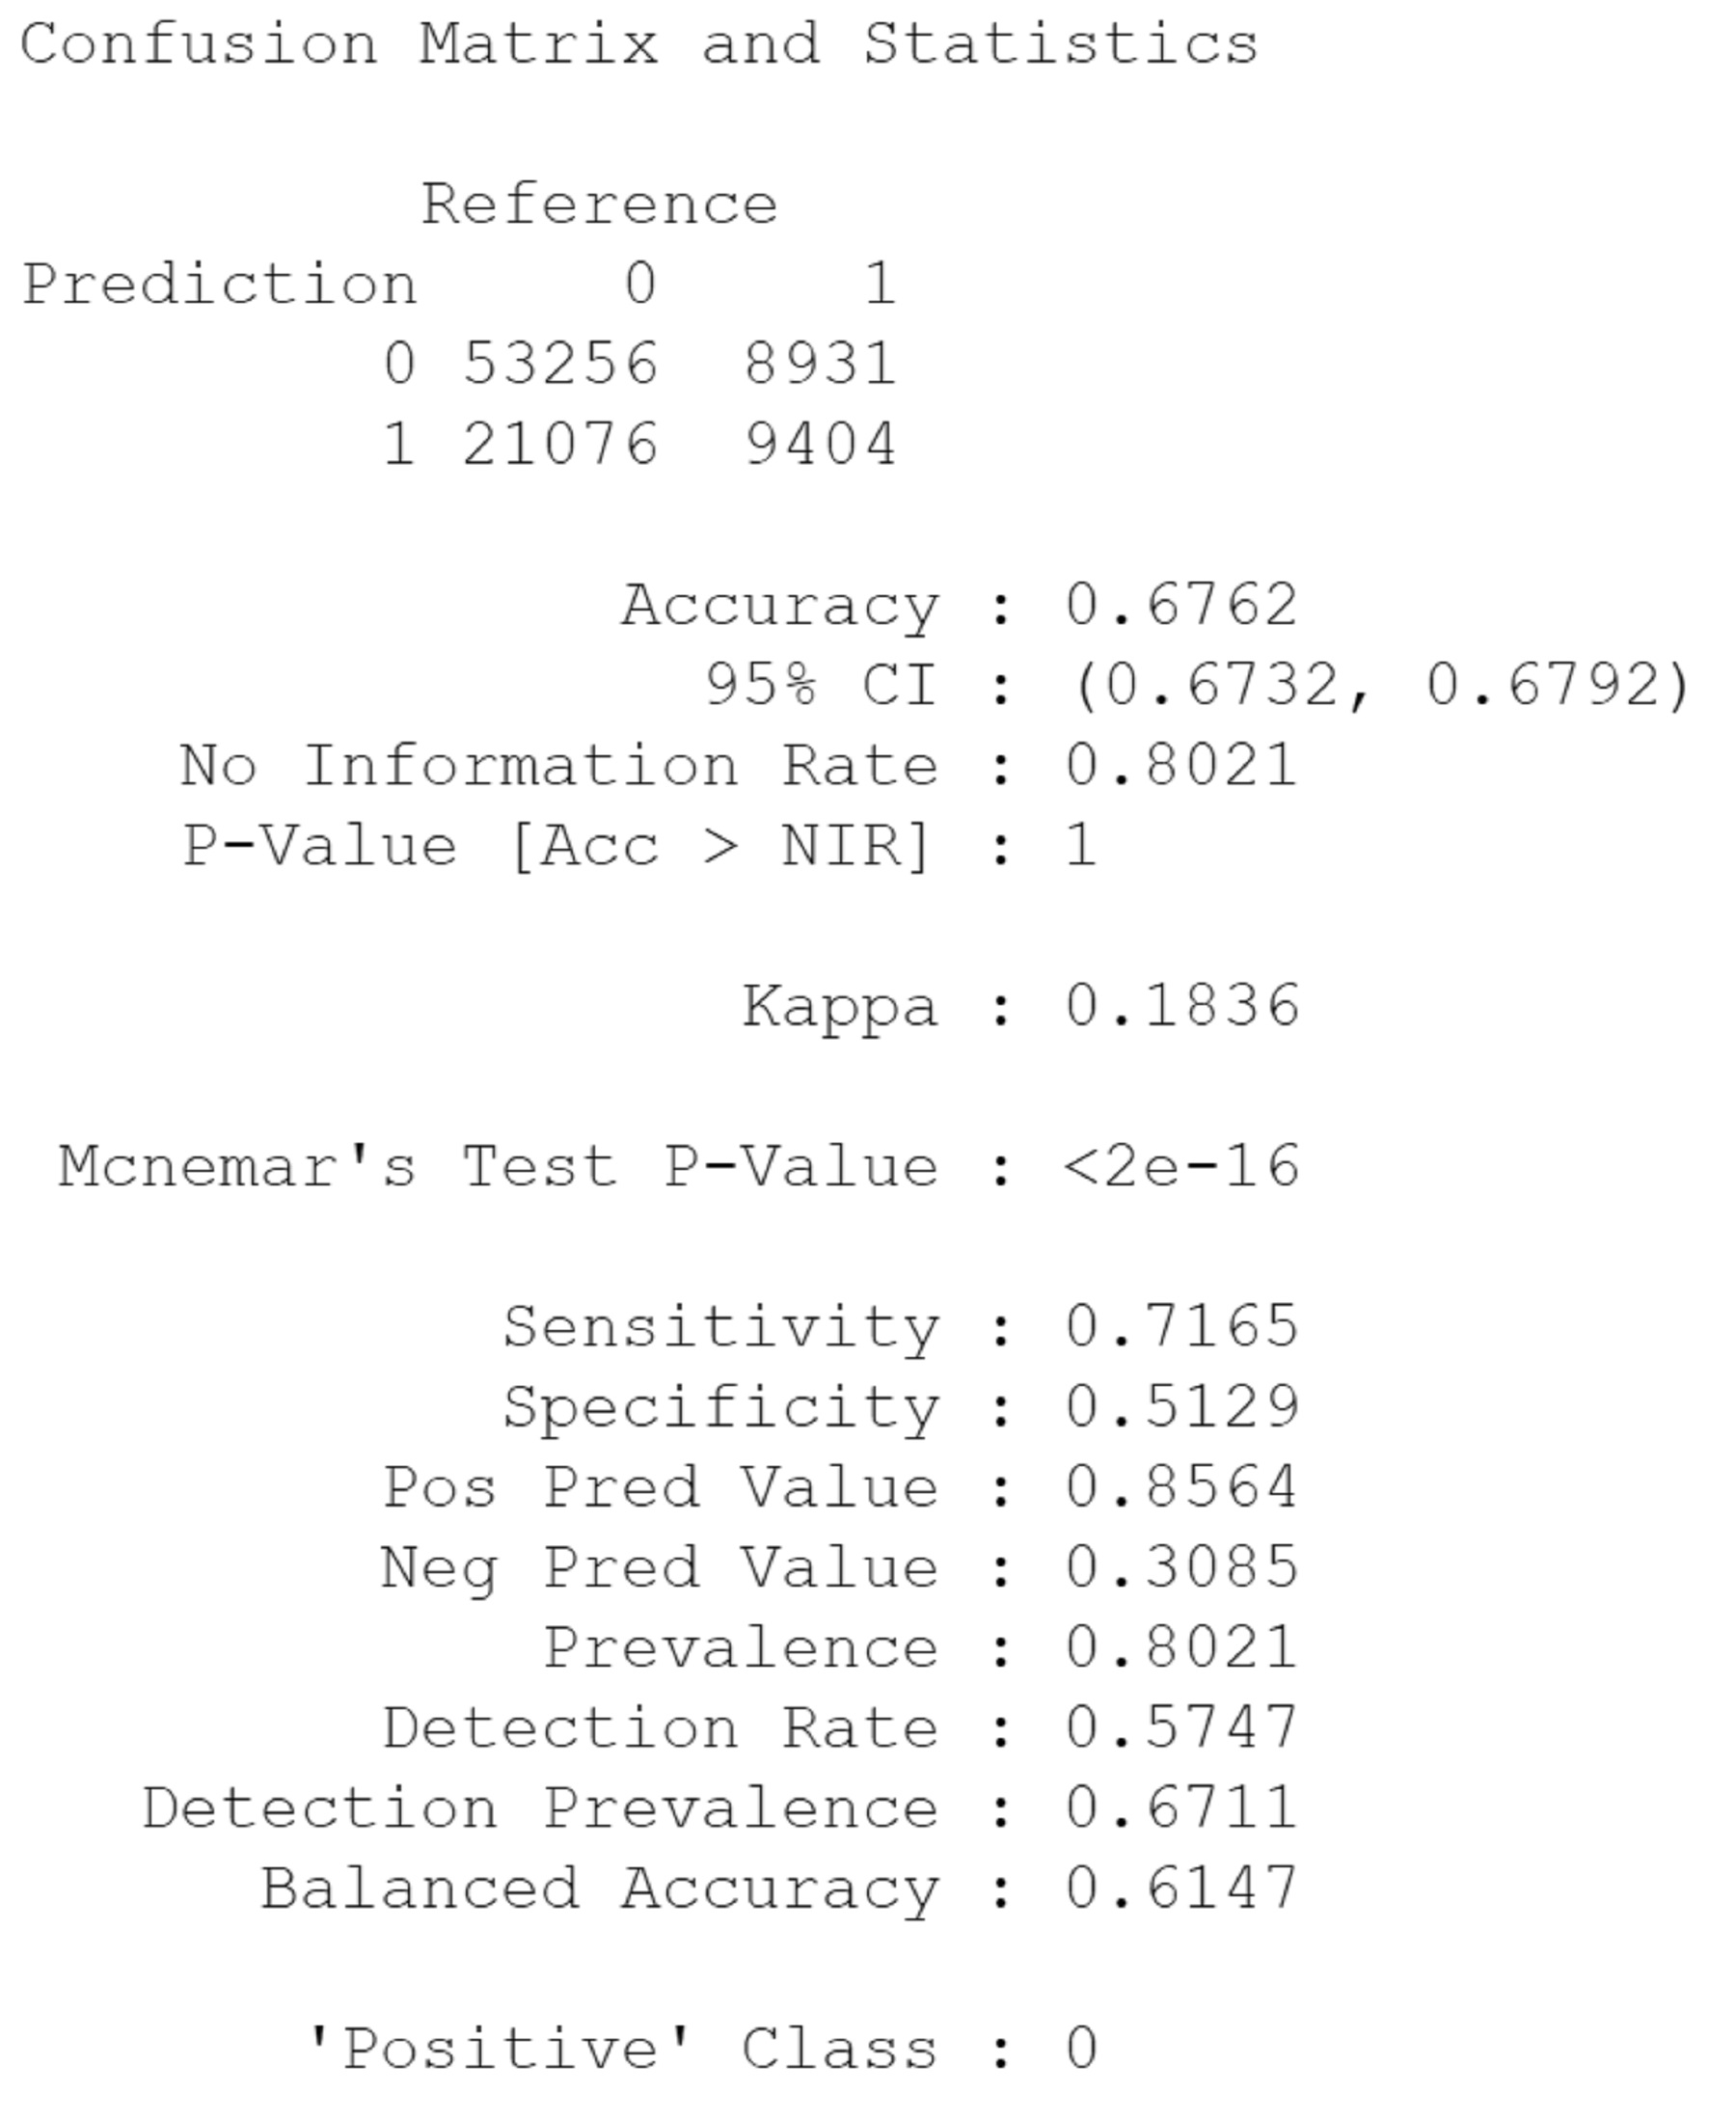 Confusion Matrix and Statistics
Reference
Prediction 0 1
0 53256 8931
1 21076 9404
Accuracy : 0.6762
95% CI : (0.6732, 0.6792)
No Information Rate : 0.8021
P-Value [Acc > NIR] : 1
Kappa : 0.1836
Mcnemar's Test P-Value : <2e-16
Sensitivity : 0.7165
Specificity : 0.5129
Pos Pred Value : 0.8564
Neg Pred Value : 0.3085
Prevalence : 0.8021
Detection Rate : 0.5747
Detection Prevalence : 0.6711
Balanced Accuracy : 0.6147
'Positive' Class : 0